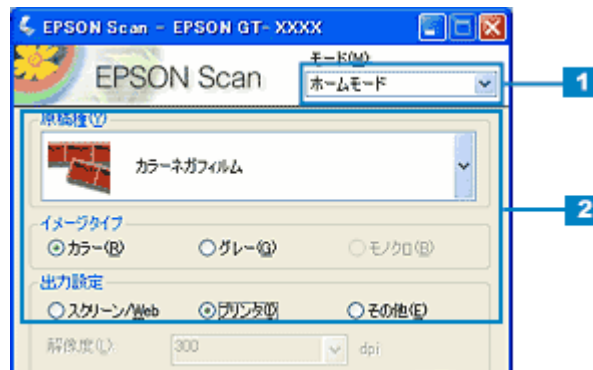 EPSON Scan - EPSON GT-XXXX
EPSON Scan
モード(M)
ホームモード
1
原稿種(Y)
カラーネガフィルム
2
イメージタイプ
カラー(R)
グレー(G)
モノクロ(B)
出力設定
スクリーン/Web
プリンタ(P)
その他(E)
解像度(L):
300
dpi